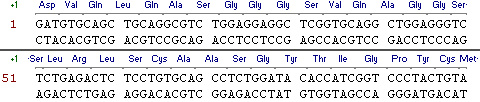 +1 Asp Val Gln Leu Gln Ala Ser Gly Gly Gly Ser Val Gln Ala Gly Gly Ser
1 GATGTGCAGC TGCAGGCGTC TGGAGGAGGC TCGGTGCAGG CTGGAGGGTC
CTACACGTCG ACGTCCGCAG ACCTCCTCCG AGCCACGTCC GACCTCCCAG
+1 Ser Leu Arg Leu Ser Cys Ala Ala Ser Gly Tyr Thr Ile Gly Pro Tyr Cys Met
51 TCTGAGACTC TCCTGTGCAG CCTCTGGATA CACCATCGGT CCCTACTGTA
AGACTCTGAG AGGACACGTC GGAGACCTAT GTGGTAGCCA GGGATGACAT